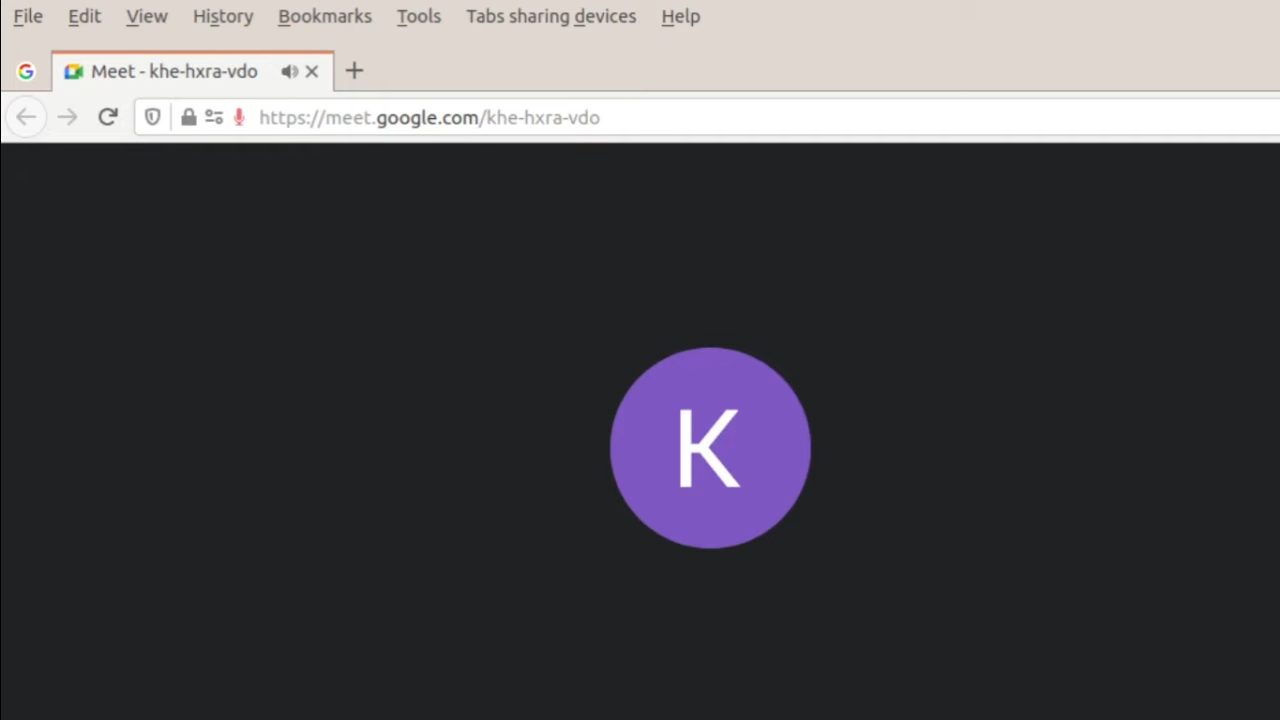 File Edit View History Bookmarks Tools Tabs sharing devices Help
G Meet - khe-hxra-vdo
https://meet.google.com/khe-hxra-vdo
K